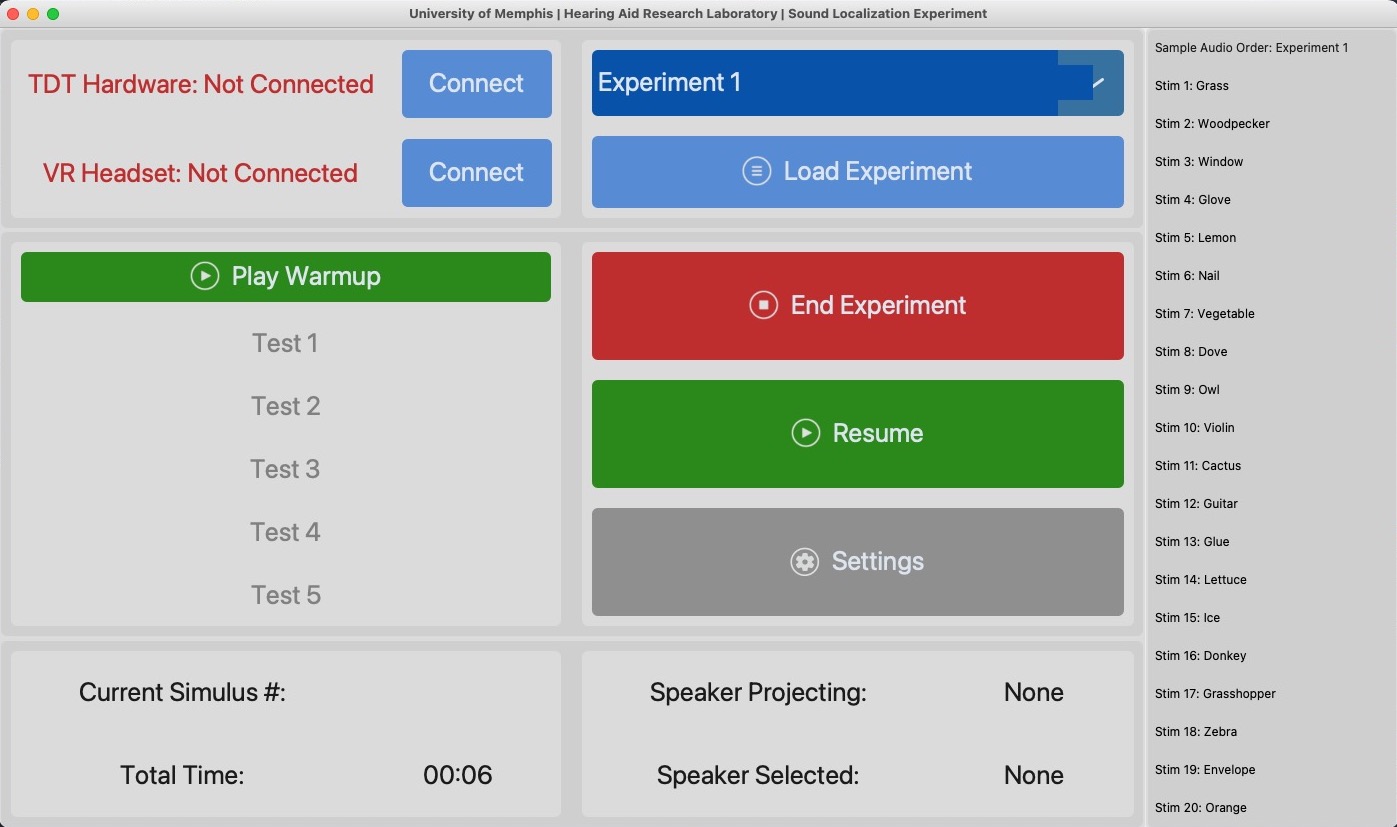 University of Memphis | Hearing Aid Research Laboratory | Sound Localization Experiment
TDT Hardware: Not Connected
Connect
VR Headset: Not Connected
Connect
Experiment 1
Load Experiment
Play Warmup
Test 1
Test 2
Test 3
Test 4
Test 5
End Experiment
Resume
Settings
Current Simulus #:
Total Time:
00:06
Speaker Projecting:
None
Speaker Selected:
None
Sample Audio Order: Experiment 1
Stim 1: Grass
Stim 2: Woodpecker
Stim 3: Window
Stim 4: Glove
Stim 5: Lemon
Stim 6: Nail
Stim 7: Vegetable
Stim 8: Dove
Stim 9: Owl
Stim 10: Violin
Stim 11: Cactus
Stim 12: Guitar
Stim 13: Glue
Stim 14: Lettuce
Stim 15: Ice
Stim 16: Donkey
Stim 17: Grasshopper
Stim 18: Zebra
Stim 19: Envelope
Stim 20: Orange